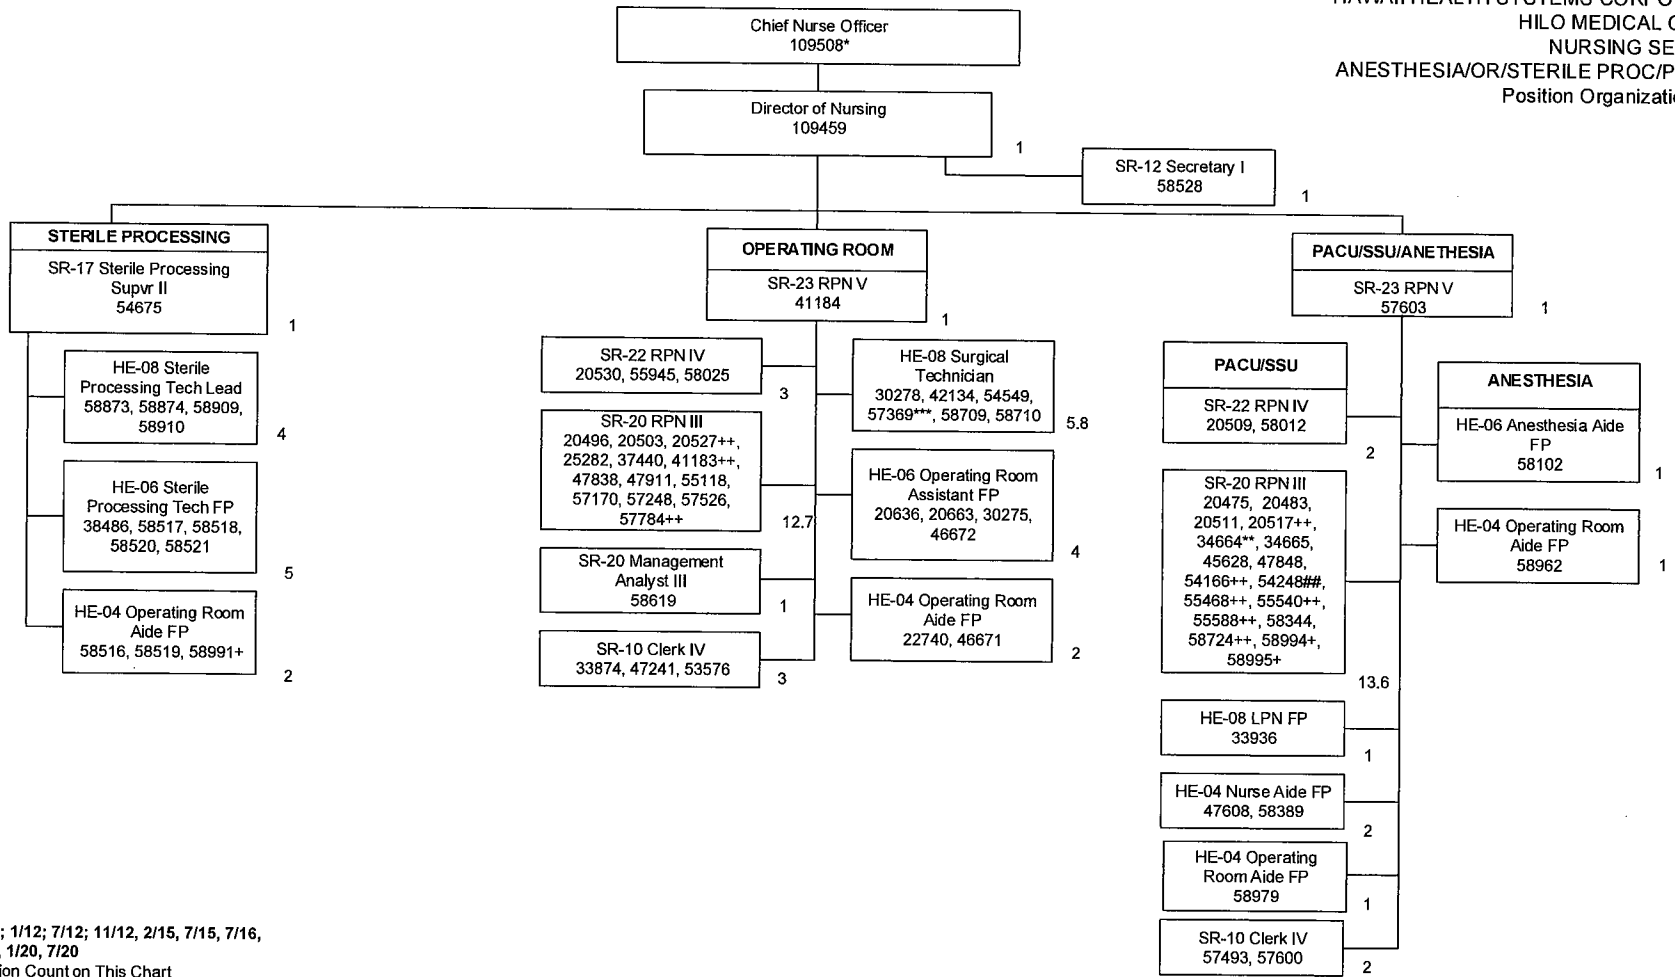 HILO MEDICAL
NURSING
ANESTHESIA/OR/STERILE
Position
Chief Nurse Officer
109508*
Director of Nursing
109459
1
SR-12 Secretary I
58528
1
STERILE PROCESSING
SR-17 Sterile Processing
Supvr II
54675
1
HE-08 Sterile
Processing Tech Lead
58873, 58874, 58909,
58910
4
HE-06 Sterile
Processing Tech FP
38486, 58517, 58518,
58520, 58521
5
HE-04 Operating Room
Aide FP
58516, 58519, 58991+
2
OPERATING ROOM
SR-23 RPN V
41184
1
SR-22 RPN IV
20530, 55945, 58025
3
SR-20 RPN III
20496, 20503, 20527++,
25282, 37440, 41183++,
47838, 47911, 55118,
57170, 57248, 57526,
57784++
12.7
SR-20 Management
Analyst III
58619
1
SR-10 Clerk IV
33874, 47241, 53576
3
HE-08 Surgical
Technician
30278, 42134, 54549,
57369***, 58709, 58710
5.8
HE-06 Operating Room
Assistant FP
20636, 20663, 30275,
46672
4
HE-04 Operating Room
Aide FP
22740, 46671
2
PACU/SSU/ANETHESIA
SR-23 RPN V
57603
1
PACU/SSU
SR-22 RPN IV
20509, 58012
2
SR-20 RPN III
20475, 20483,
20511, 20517++,
34664**, 34665,
45628, 47848,
54166++, 54248##,
55468++, 55540++,
55588++, 58344,
58724++, 58994+,
58995+
13.6
HE-08 LPN FP
33936
1
HE-04 Nurse Aide FP
47608, 58389
2
HE-04 Operating
Room Aide FP
58979
1
SR-10 Clerk IV
57493, 57600
2
ANESTHESIA
HE-06 Anesthesia Aide
FP
58102
1
HE-04 Operating Room
Aide FP
58962
1
; 1/12; 7/12; 11/12, 2/15, 7/15, 7/16,
, 1/20, 7/20
Count on This Chart